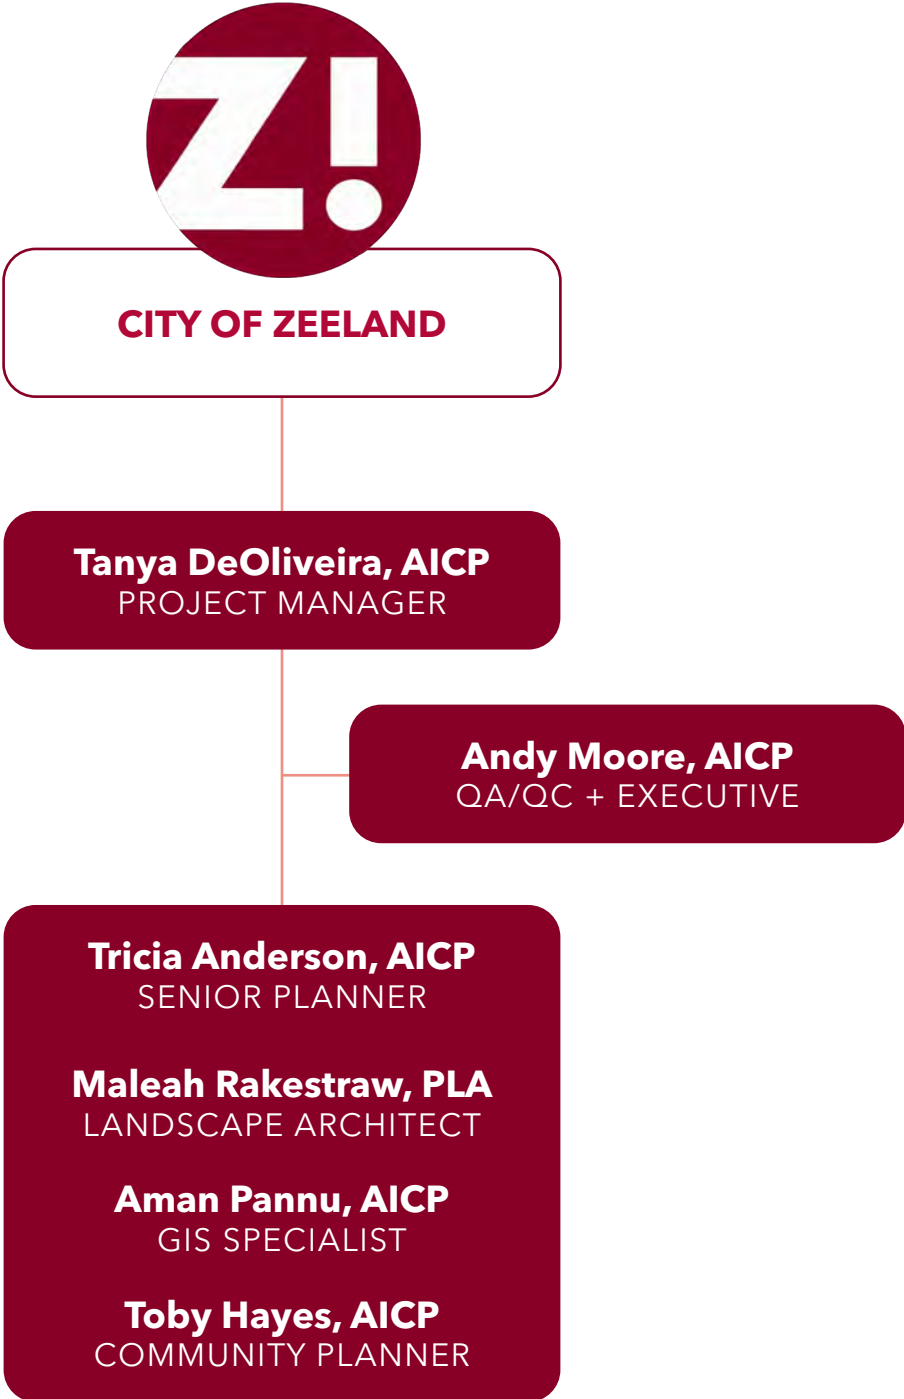 Z!
CITY OF ZEELAND
Tanya DeOliveira, AICP
PROJECT MANAGER
Andy Moore, AICP
QA/QC + EXECUTIVE
Tricia Anderson, AICP
SENIOR PLANNER
Maleah Rakestraw, PLA
LANDSCAPE ARCHITECT
Aman Pannu, AICP
GIS SPECIALIST
Toby Hayes, AICP
COMMUNITY PLANNER